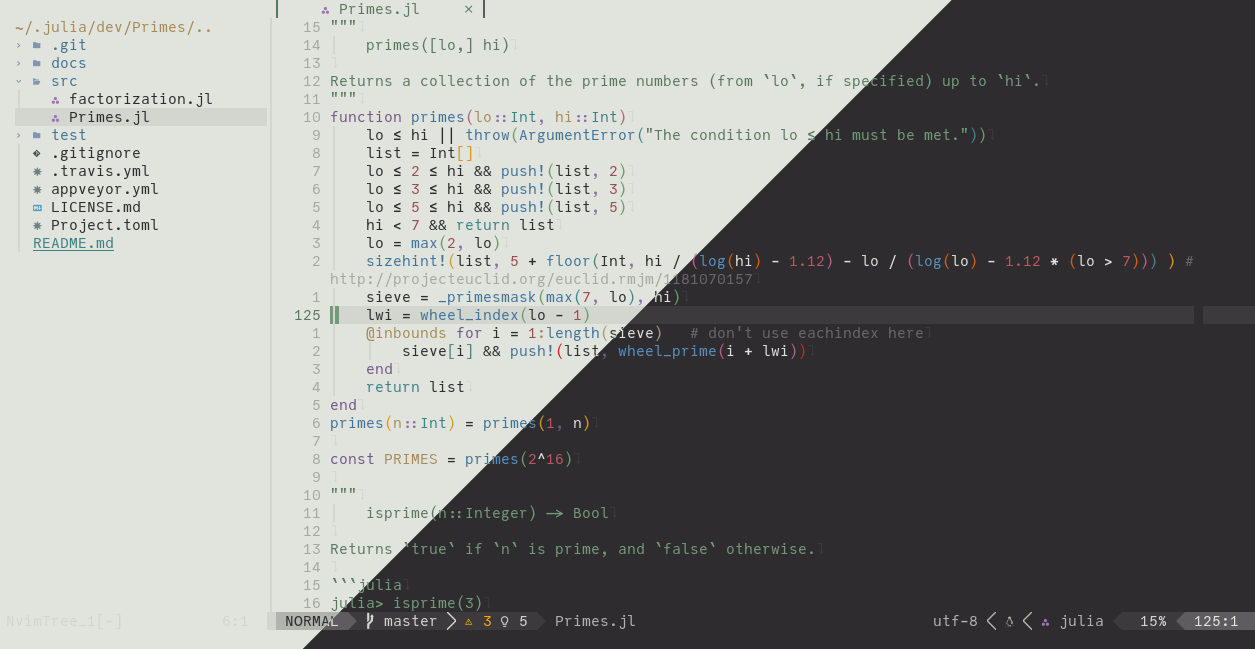 ~/.julia/dev/Primes/..
.git
docs
src
factorization.jl
Primes.jl
test
.gitignore
.travis.yml
appveyor.yml
LICENSE.md
Project.toml
README.md
NvimTree_1[-] 6:1
Primes.jl ×
15 """
14 primes([lo,] hi)
13
12 Returns a collection of the prime numbers (from `lo`, if specified) up to `hi`.
11 """
10 function primes(lo::Int, hi::Int)
9 lo ≤ hi || throw(ArgumentError("The condition lo ≤ hi must be met."))
8 list = Int[]
7 lo ≤ 2 ≤ hi && push!(list, 2)
6 lo ≤ 3 ≤ hi && push!(list, 3)
5 lo ≤ 5 ≤ hi && push!(list, 5)
4 hi < 7 && return list
3 lo = max(2, lo)
2 sizehint!(list, 5 + floor(Int, hi / (log(hi) - 1.12) - lo / (log(lo) - 1.12 * (lo > 7))) ) #
http://projecteuclid.org/euclid.rmjm/1181070157
1 sieve = _primesmask(max(7, lo), hi)
125 lwi = wheel_index(lo - 1)
1 @inbounds for i = 1:length(sieve) # don't use eachindex here
2 sieve[i] && push!(list, wheel_prime(i + lwi))
3 end
4 return list
5 end
6 primes(n::Int) = primes(1, n)
7
8 const PRIMES = primes(2^16)
9
10 """
11 isprime(n::Integer) -> Bool
12
13 Returns `true` if `n` is prime, and `false` otherwise.
14
15 ```julia
16 julia> isprime(3)
NORMAL master ⚠ 3 5 Primes.jl utf-8 julia 15% 125:1